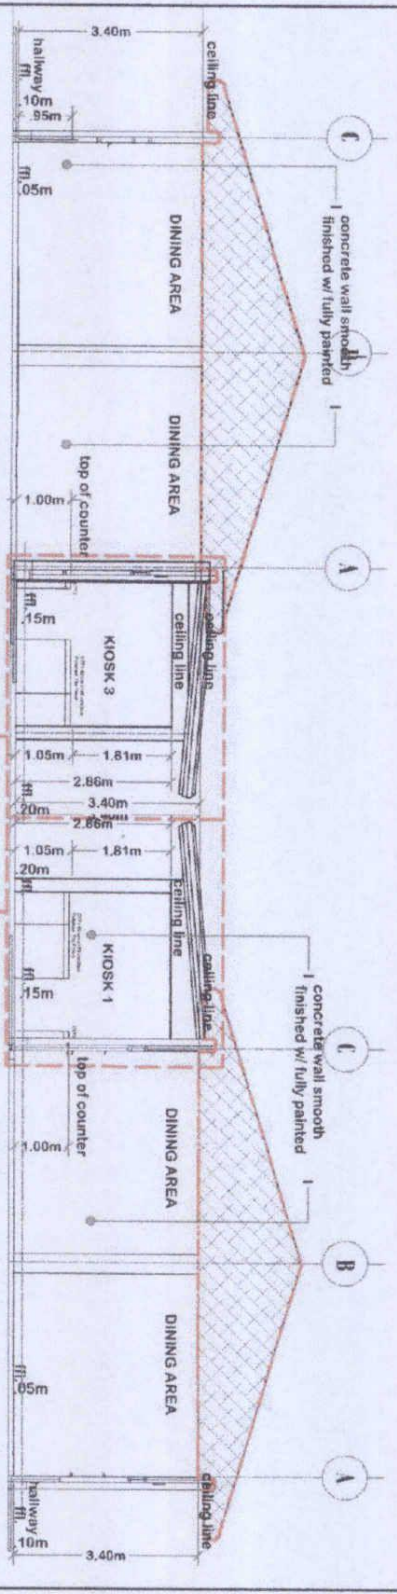 C
B
A
C
B
A
concrete wall smooth
finished w/ fully painted
concrete wall smooth
finished w/ fully painted
ceiling line
ceiling line
ceiling line
ceiling line
ceiling line
ceiling line
3.40m
hallway
ffl.
.10m
.95m
ffl.
.05m
DINING AREA
DINING AREA
top of counter
1.00m
ffl.
.15m
KIOSK 3
1.05m
1.81m
2.86m
ffl.
.20m
3.40m
2.86m
1.05m
1.81m
.20m
ffl.
KIOSK 1
ffl.
.15m
top of counter
1.00m
DINING AREA
DINING AREA
ffl.
.05m
hallway
ffl.
.10m
3.40m